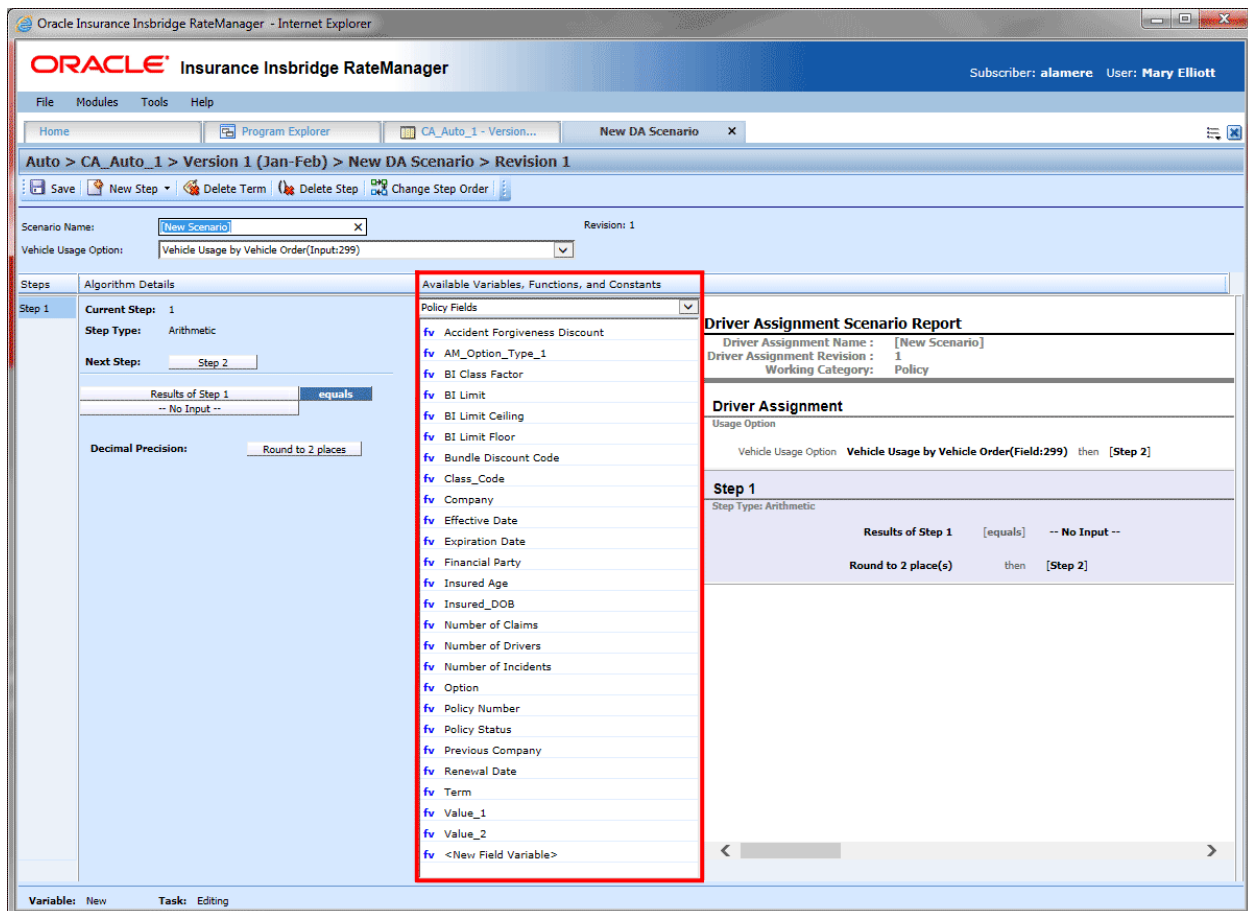 Oracle Insurance Insbridge RateManager - Internet Explorer
ORACLE Insurance Insbridge RateManager
Subscriber: alamere User: Mary Elliott
File Modules Tools Help
Home Program Explorer CA_Auto_1 - Version... New DA Scenario x
Auto > CA_Auto_1 > Version 1 (Jan-Feb) > New DA Scenario > Revision 1
Save New Step Delete Term Delete Step Change Step Order
Scenario Name: [New Scenario] x Revision: 1
Vehicle Usage Option: Vehicle Usage by Vehicle Order(Input:299)
Steps
Step 1
Algorithm Details
Current Step: 1
Step Type: Arithmetic
Next Step: Step 2
Results of Step 1 equals
-- No Input --
Decimal Precision: Round to 2 places
Available Variables, Functions, and Constants
Policy Fields
fv Accident Forgiveness Discount
fv AM_Option_Type_1
fv BI Class Factor
fv BI Limit
fv BI Limit Ceiling
fv BI Limit Floor
fv Bundle Discount Code
fv Class_Code
fv Company
fv Effective Date
fv Expiration Date
fv Financial Party
fv Insured Age
fv Insured_DOB
fv Number of Claims
fv Number of Drivers
fv Number of Incidents
fv Option
fv Policy Number
fv Policy Status
fv Previous Company
fv Renewal Date
fv Term
fv Value_1
fv Value_2
fv <New Field Variable>
Driver Assignment Scenario Report
Driver Assignment Name : [New Scenario]
Driver Assignment Revision : 1
Working Category: Policy
Driver Assignment
Usage Option
Vehicle Usage Option Vehicle Usage by Vehicle Order(Field:299) then [Step 2]
Step 1
Step Type: Arithmetic
Results of Step 1 [equals] -- No Input --
Round to 2 place(s) then [Step 2]
Variable: New Task: Editing